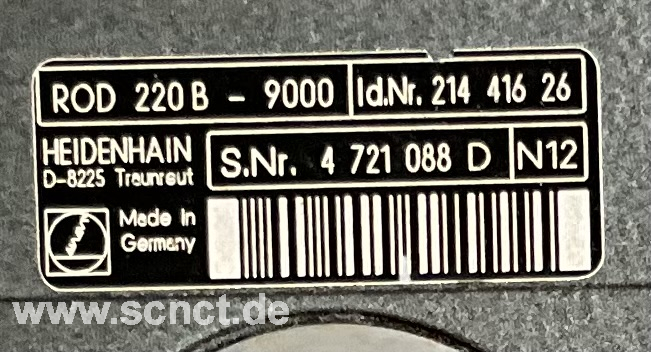 ROD 220 B - 9000 Id.Nr. 214 416 26
HEIDENHAIN
D-8225 Traunreut
S.Nr. 4 721 088 D N12
Made in
Germany
www.scnct.de